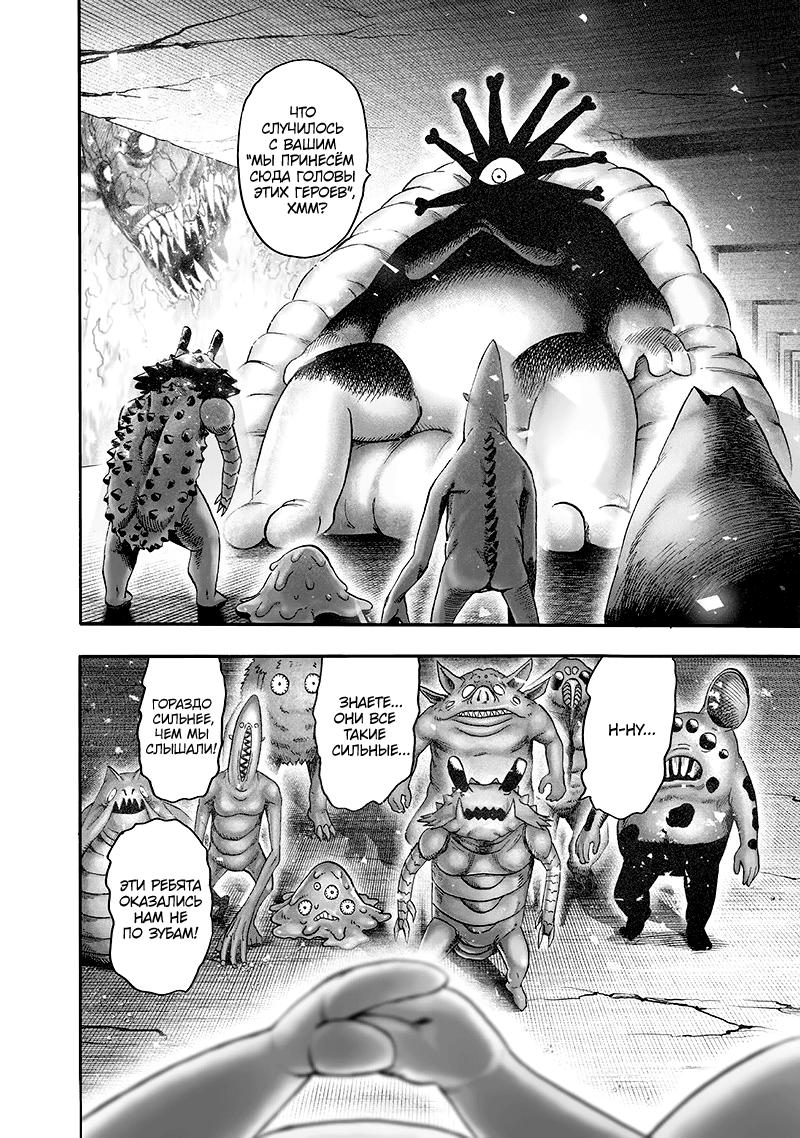 ЧТО
СЛУЧИЛОСЬ
С ВАШИМ
"МЫ ПРИНЕСЁМ
СЮДА ГОЛОВЫ
ЭТИХ ГЕРОЕВ",
ХММ?
Н-НУ...
ЗНАЕТЕ...
ОНИ ВСЕ
ТАКИЕ
СИЛЬНЫЕ...
ГОРАЗДО
СИЛЬНЕЕ,
ЧЕМ МЫ
СЛЫШАЛИ!
ЭТИ РЕБЯТА
ОКАЗАЛИСЬ
НАМ НЕ
ПО ЗУБАМ!